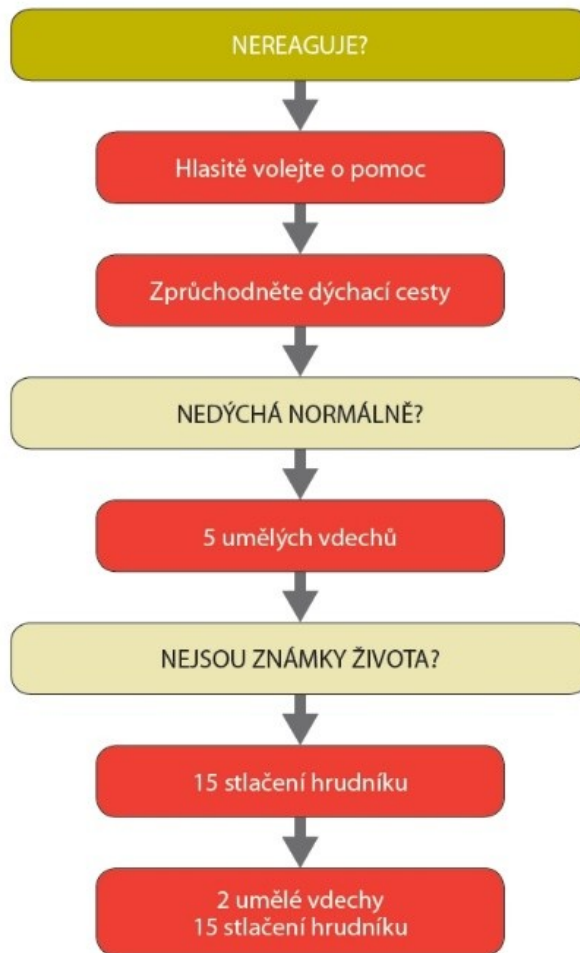 NEREAGUJE?
Hlasitě volejte o pomoc
Zprůchodněte dýchací cesty
NEDÝCHÁ NORMÁLNĚ?
5 umělých vdechů
NEJSOU ZNÁMKY ŽIVOTA?
15 stlačení hrudníku
2 umělé vdechy
15 stlačení hrudníku